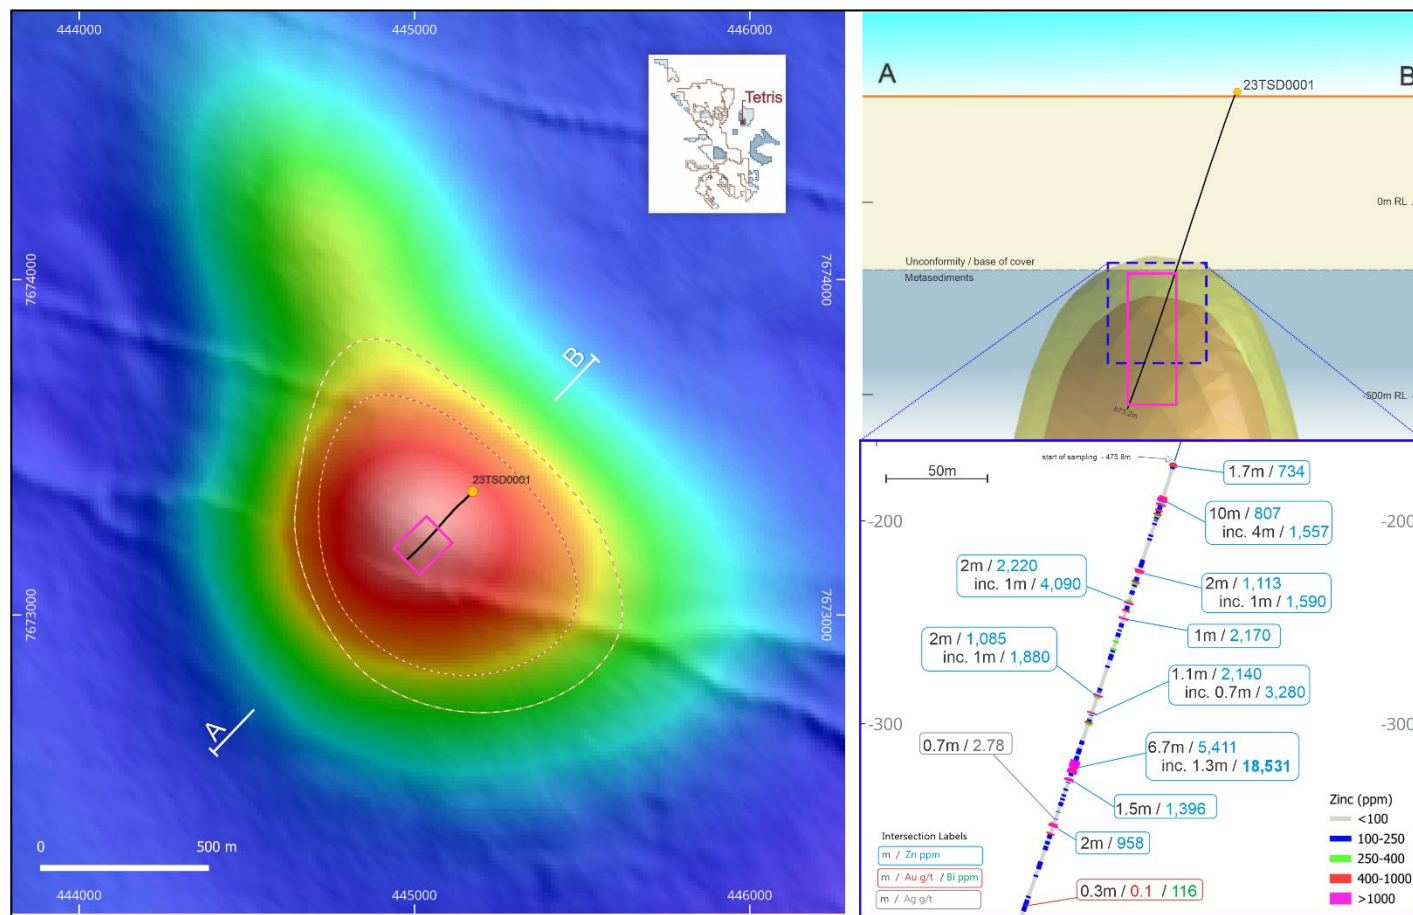 444000
445000
446000
Tetris
7674000
7674000
B
23TSD0001
7673000
7673000
A
0
500 m
444000
445000
446000
A
B
23TSD0001
0m RL
Unconformity / base of cover
Metasediments
-500m RL
673.2m
50m
start of sampling - 475.8m
1.7m / 734
-200
-200
10m / 807
inc. 4m / 1,557
2m / 2,220
inc. 1m / 4,090
2m / 1,113
inc. 1m / 1,590
1m / 2,170
2m / 1,085
inc. 1m / 1,880
1.1m / 2,140
inc. 0.7m / 3,280
-300
-300
0.7m / 2.78
6.7m / 5,411
inc. 1.3m / 18,531
1.5m / 1,396
2m / 958
0.3m / 0.1 / 116
Intersection Labels
m / Zn ppm
m / Au g/t / Bi ppm
m / Ag g/t
Zinc (ppm)
<100
100-250
250-400
400-1000
>1000